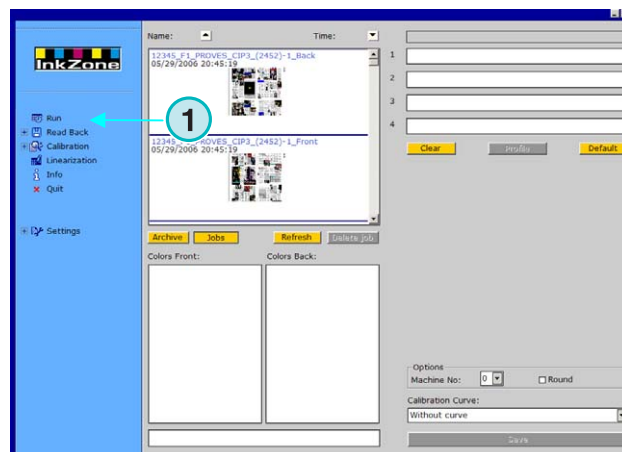 InkZone
Run
Read Back
Calibration
Linearization
Info
Quit
Settings
1
Name:
Time:
12345_F1_PROVES_CIP3_(2452)-1_Back
05/29/2006 20:45:19
12345_F1_PROVES_CIP3_(2452)-1_Front
05/29/2006 20:45:19
Archive
Jobs
Refresh
Delete job
Colors Front:
Colors Back:
1
2
3
4
Clear
Profile
Default
Options
Machine No:
0
Round
Calibration Curve:
Without curve
Save